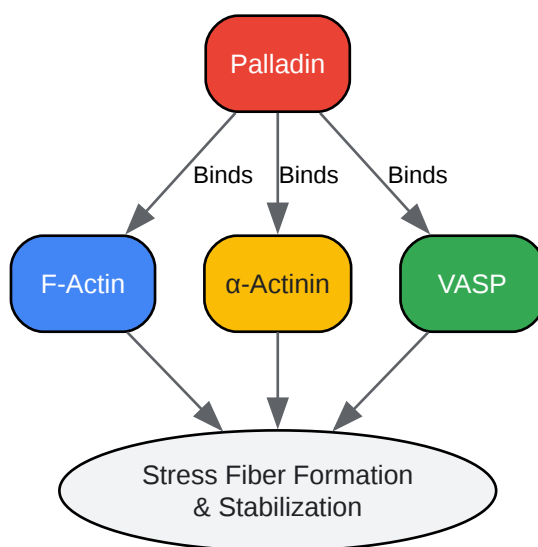 Palladin
Binds
Binds
Binds
F-Actin
α-Actinin
VASP
Stress Fiber Formation
& Stabilization